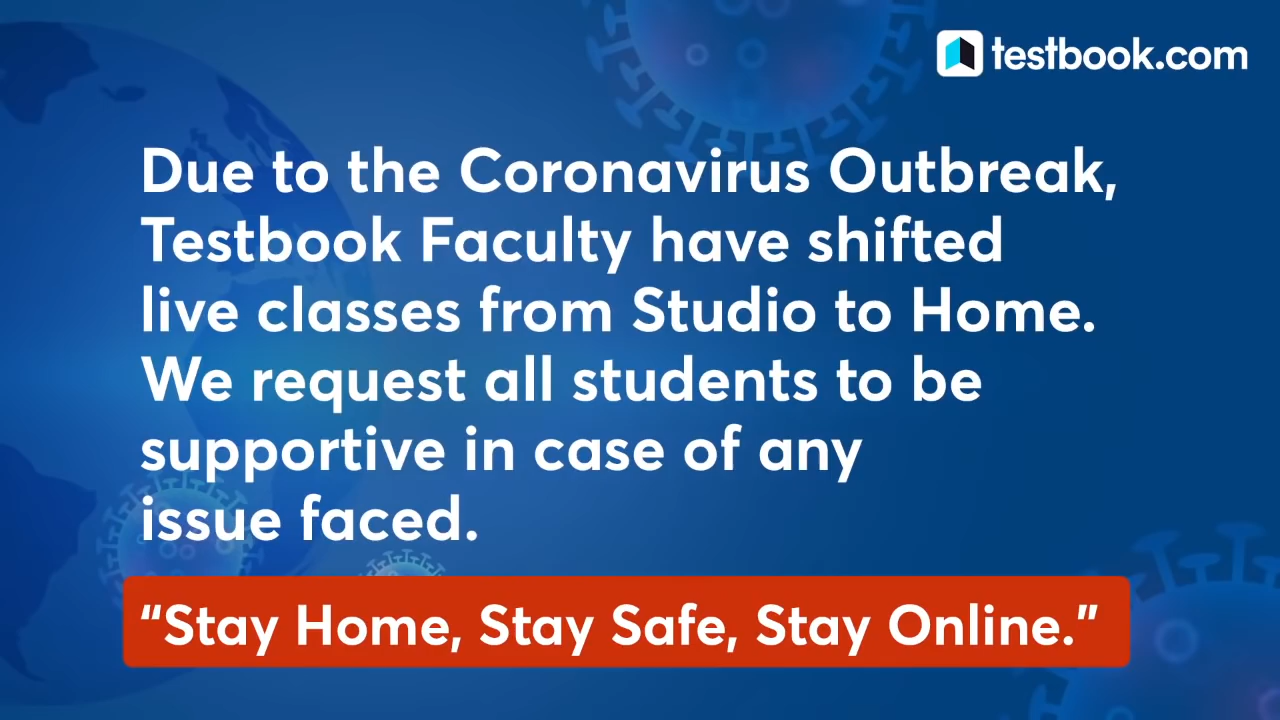 testbook.com
Due to the Coronavirus Outbreak,
Testbook Faculty have shifted
live classes from Studio to Home.
We request all students to be
supportive in case of any
issue faced.
“Stay Home, Stay Safe, Stay Online.”